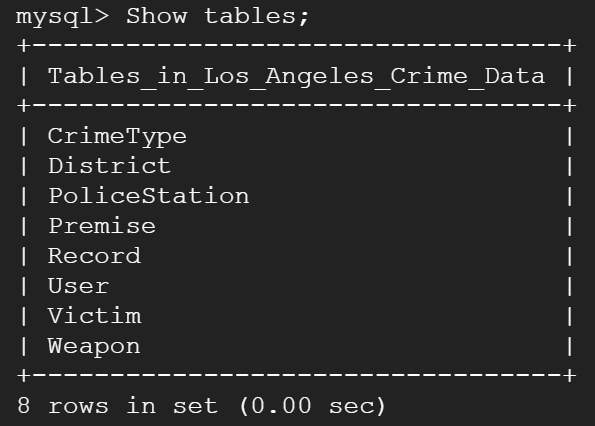 mysql> Show tables;
+----------------------------------+
| Tables_in_Los_Angeles_Crime_Data |
+----------------------------------+
| CrimeType                        |
| District                         |
| PoliceStation                    |
| Premise                          |
| Record                           |
| User                             |
| Victim                           |
| Weapon                           |
+----------------------------------+
8 rows in set (0.00 sec)